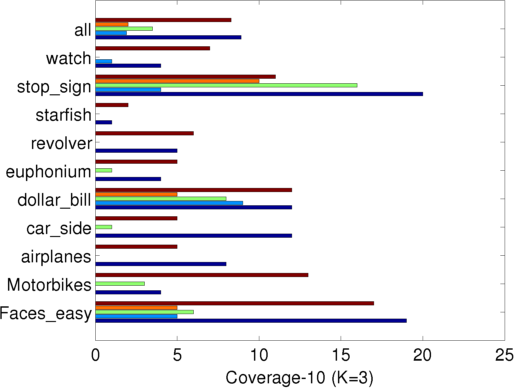 all
watch
stop_sign
starfish
revolver
euphonium
dollar_bill
car_side
airplanes
Motorbikes
Faces_easy
0 5 10 15 20 25
Coverage-10 (K=3)